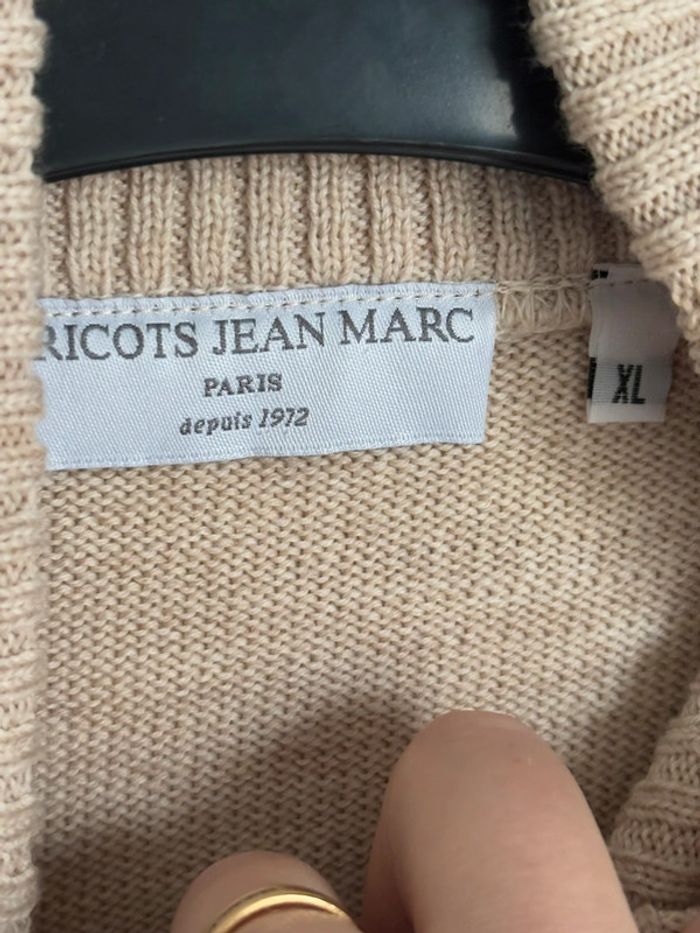 RICOTS JEAN MARC
PARIS
depuis 1972
XL